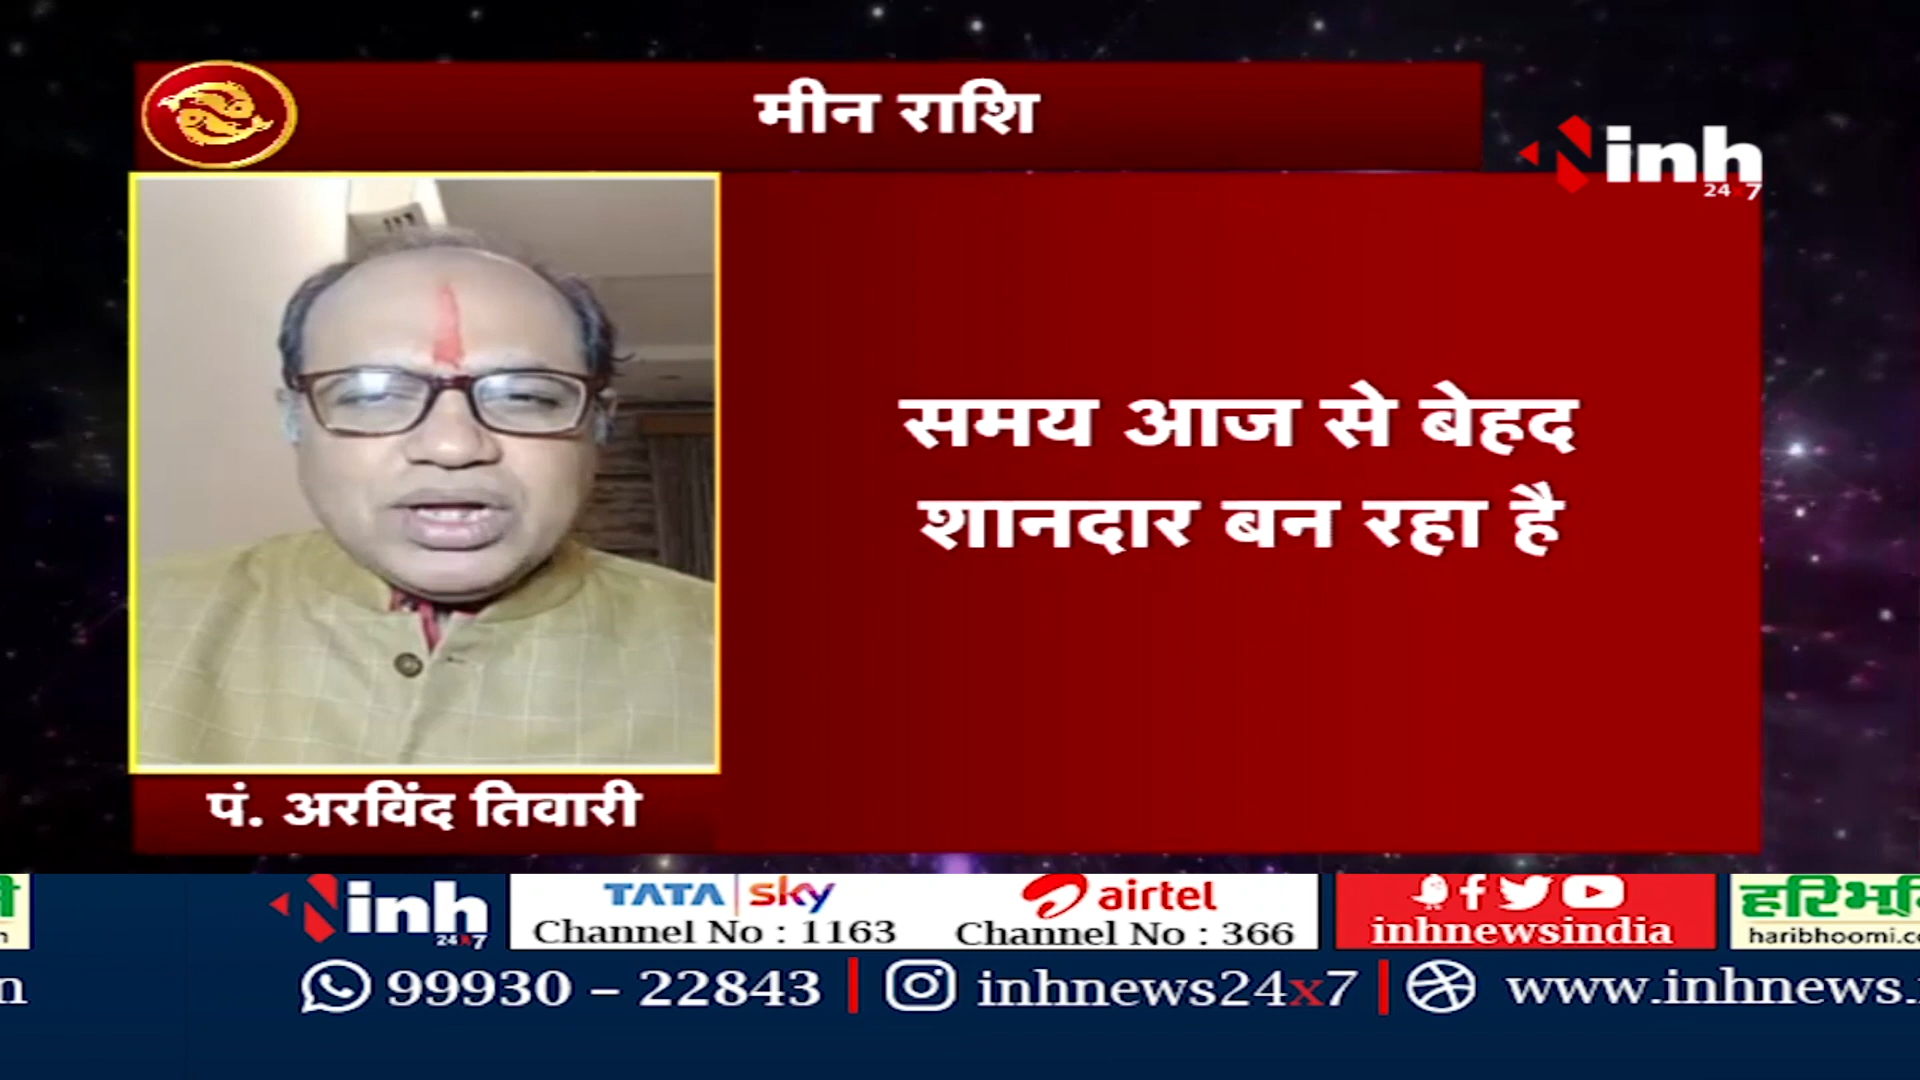 मीन राशि
inh
24x7
समय आज से बेहद
शानदार बन रहा है
पं. अरविंद तिवारी
inh
24x7
TATA sky
Channel No : 1163
airtel
Channel No : 366
inhnewsindia
haribhoomi.c
99930 - 22843
inhnews24x7
www.inhnews.